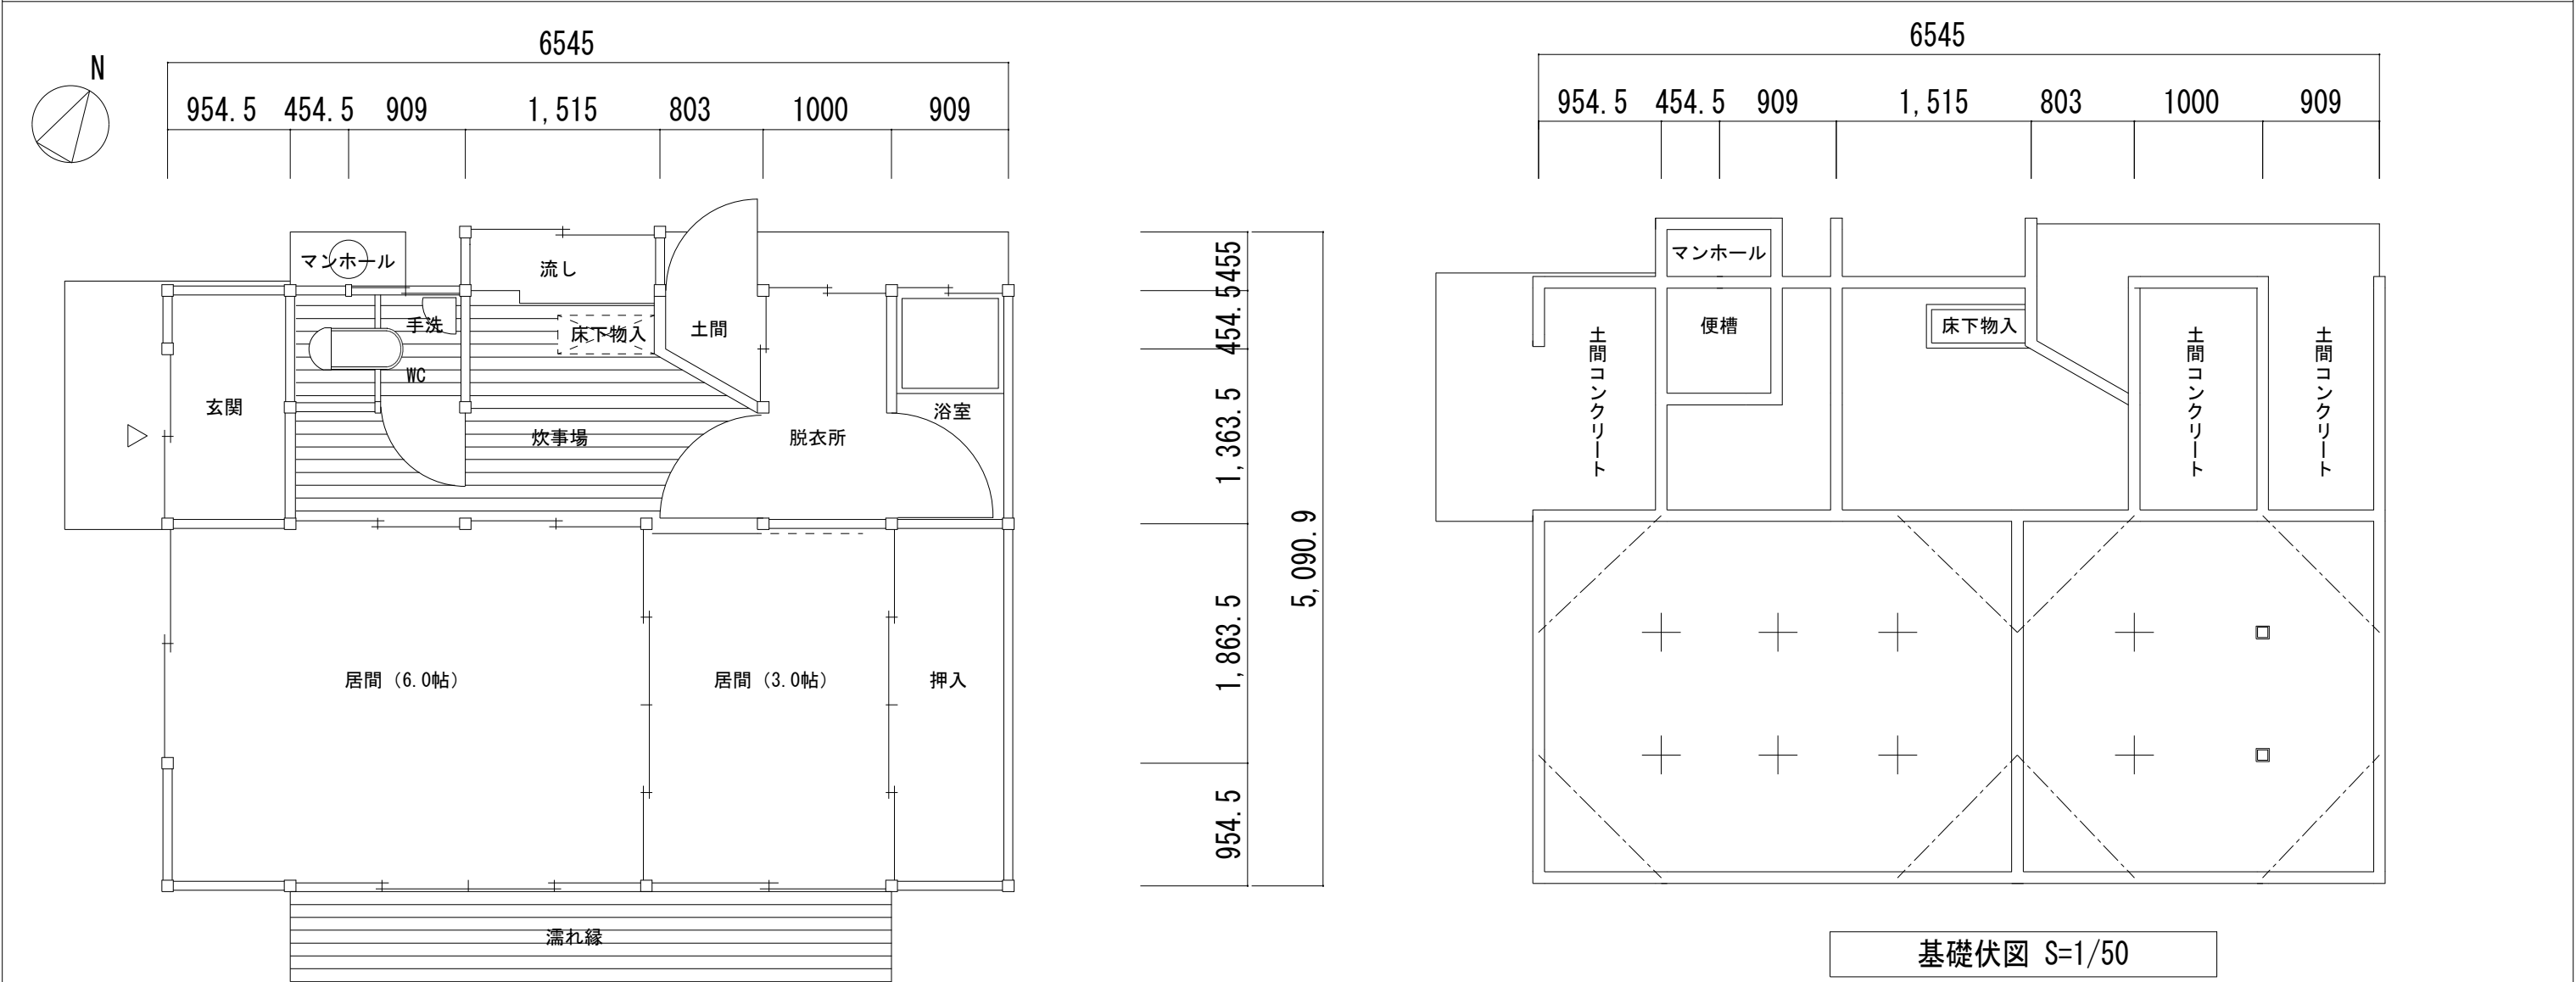 6545
N
954.5 454.5 909 1,515 803 1000 909
マンホール
流し
手洗
床下物入
土間
WC
玄関
浴室
炊事場
脱衣所
居間(6.0帖)
居間(3.0帖)
押入
濡れ縁
454.5455
1,363.5
1,863.5
954.5
5,090.9
6545
954.5 454.5 909 1,515 803 1000 909
マンホール
便槽
床下物入
土間コンクリート
土間コンクリート
土間コンクリート
基礎伏図 S=1/50